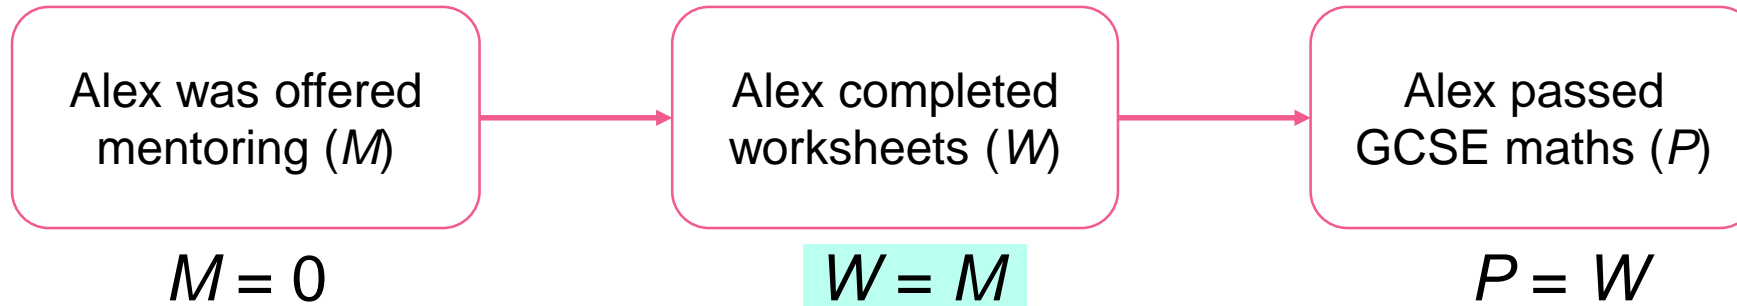 Alex was offered
mentoring (M)
Alex completed
worksheets (W)
Alex passed
GCSE maths (P)
M = 0
W = M
P = W